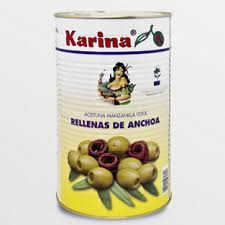 Karina®
ACEITUNA MANZANILLA VERDE
RELLENAS DE ANCHOA